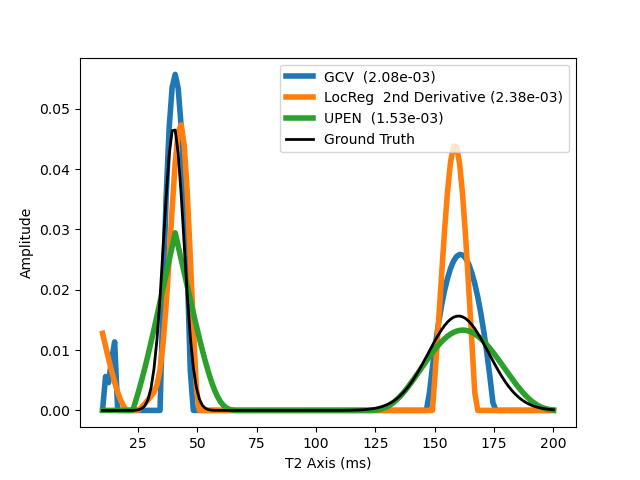 GCV (2.08e-03)
LocReg 2nd Derivative (2.38e-03)
UPEN (1.53e-03)
Ground Truth
Amplitude
0.05
0.04
0.03
0.02
0.01
0.00
25 50 75 100 125 150 175 200
T2 Axis (ms)